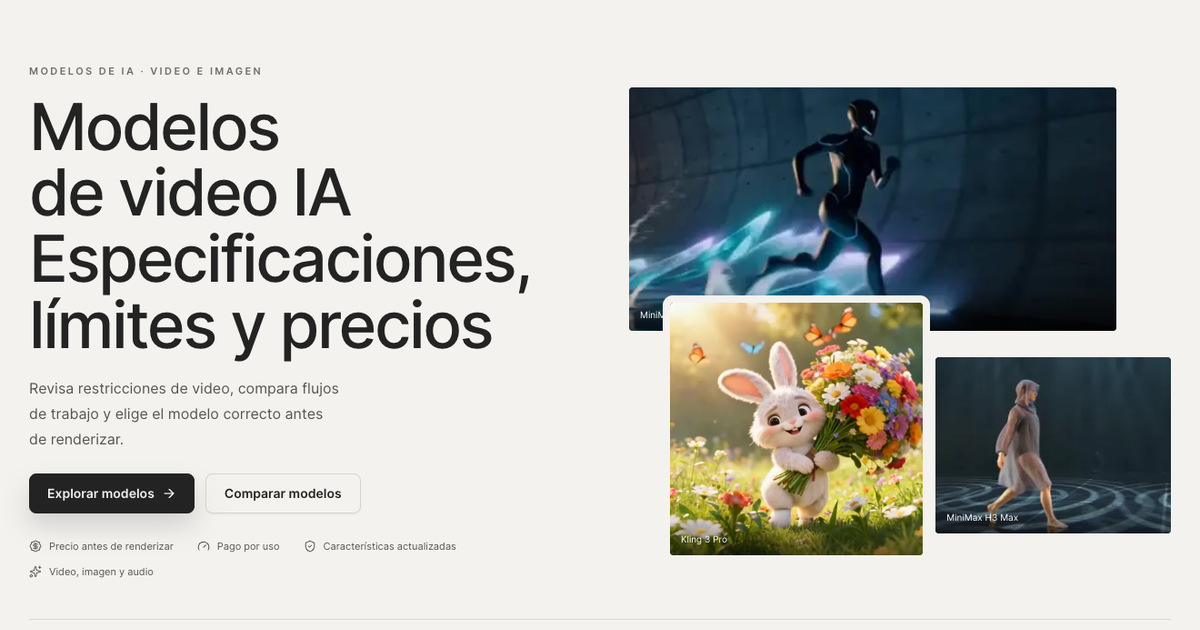 MODELOS DE IA · VIDEO E IMAGEN
Modelos
de video IA
Especificaciones,
límites y precios
Revisa restricciones de video, compara flujos
de trabajo y elige el modelo correcto antes
de renderizar.
Explorar modelos
Comparar modelos
Precio antes de renderizar
Pago por uso
Características actualizadas
Video, imagen y audio
Kling 3 Pro
MiniMax H3 Max